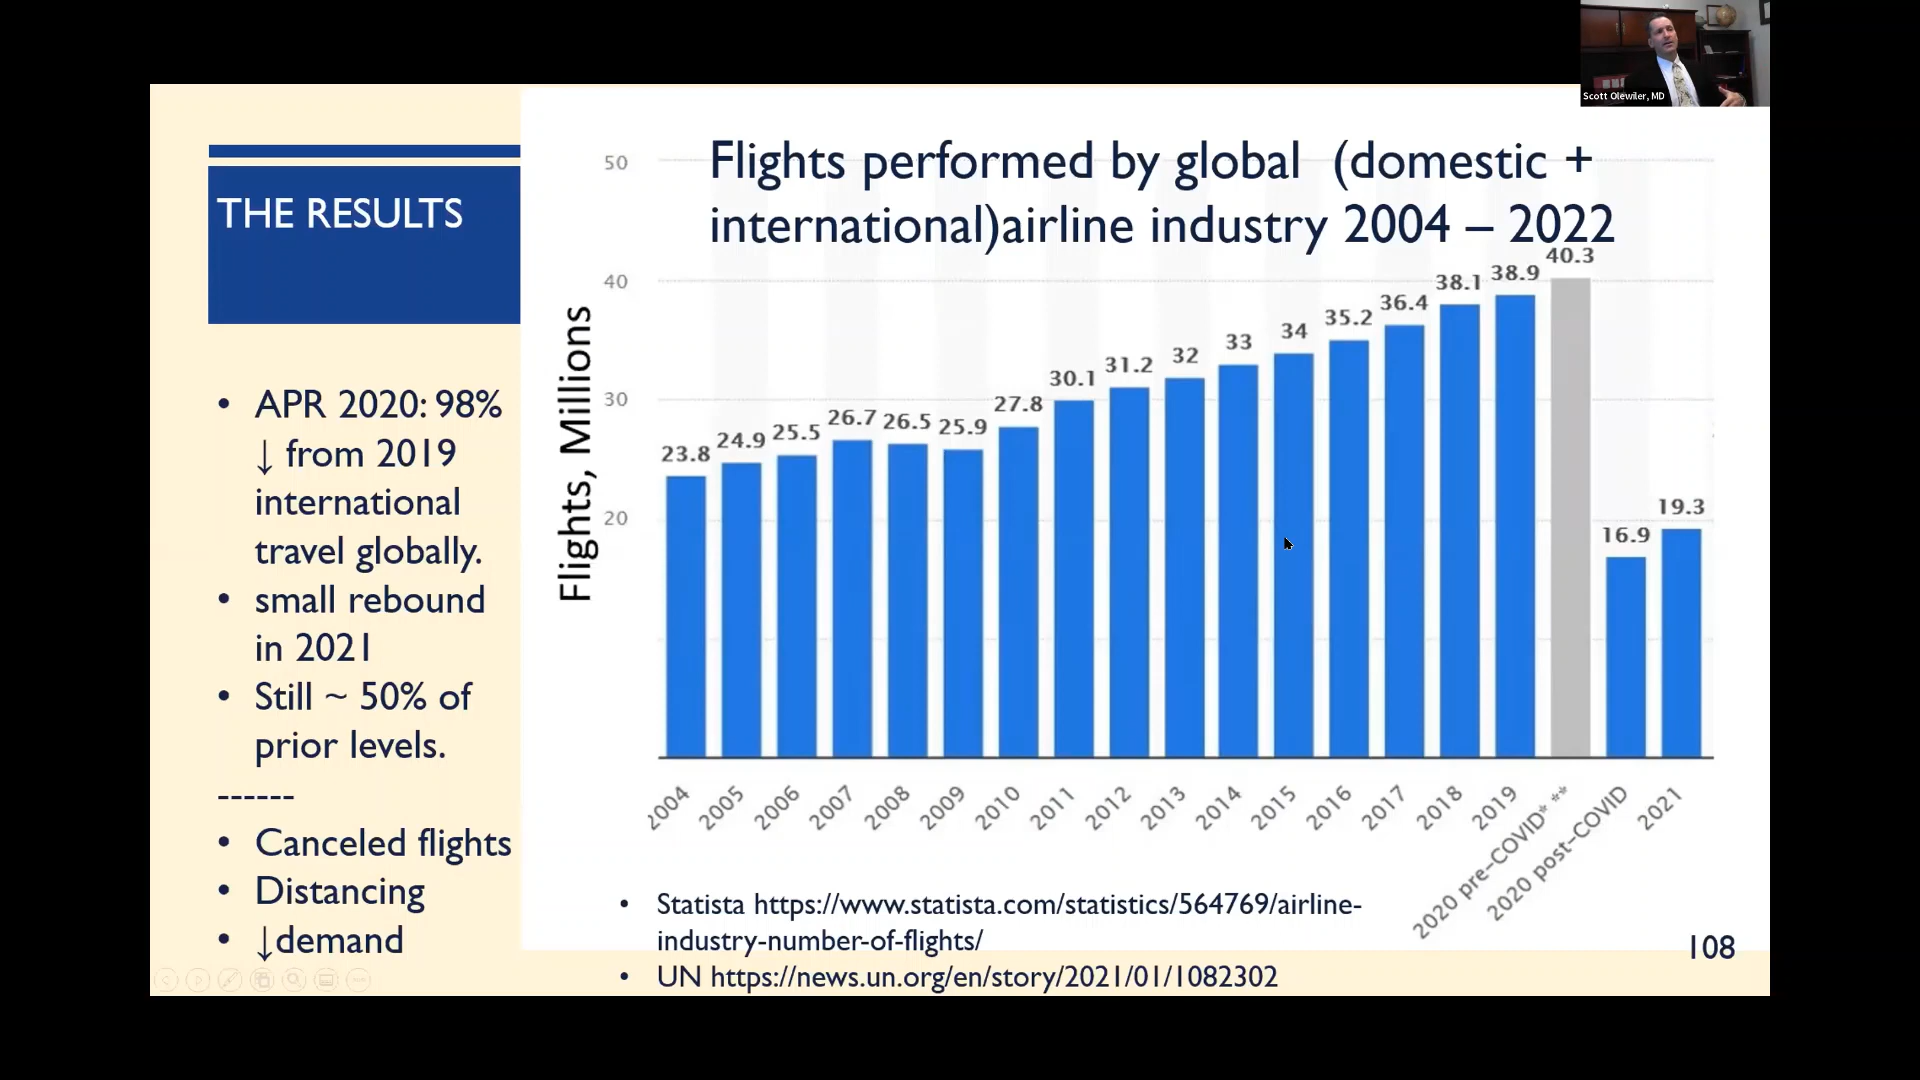 Scott Olewiler, MD
THE RESULTS
• APR 2020: 98%
↓ from 2019
international
travel globally.
• small rebound
in 2021
• Still ~ 50% of
prior levels.
------
• Canceled flights
• Distancing
• ↓demand
Flights performed by global (domestic +
international)airline industry 2004 – 2022
Flights, Millions
50
40
30
20
23.8
24.9
25.5
26.7
26.5
25.9
27.8
30.1
31.2
32
33
34
35.2
36.4
38.1
38.9
40.3
16.9
19.3
2004
2005
2006
2007
2008
2009
2010
2011
2012
2013
2014
2015
2016
2017
2018
2019
2020 pre-COVID* **
2020 post-COVID
2021
• Statista https://www.statista.com/statistics/564769/airline-
industry-number-of-flights/
• UN https://news.un.org/en/story/2021/01/1082302
108